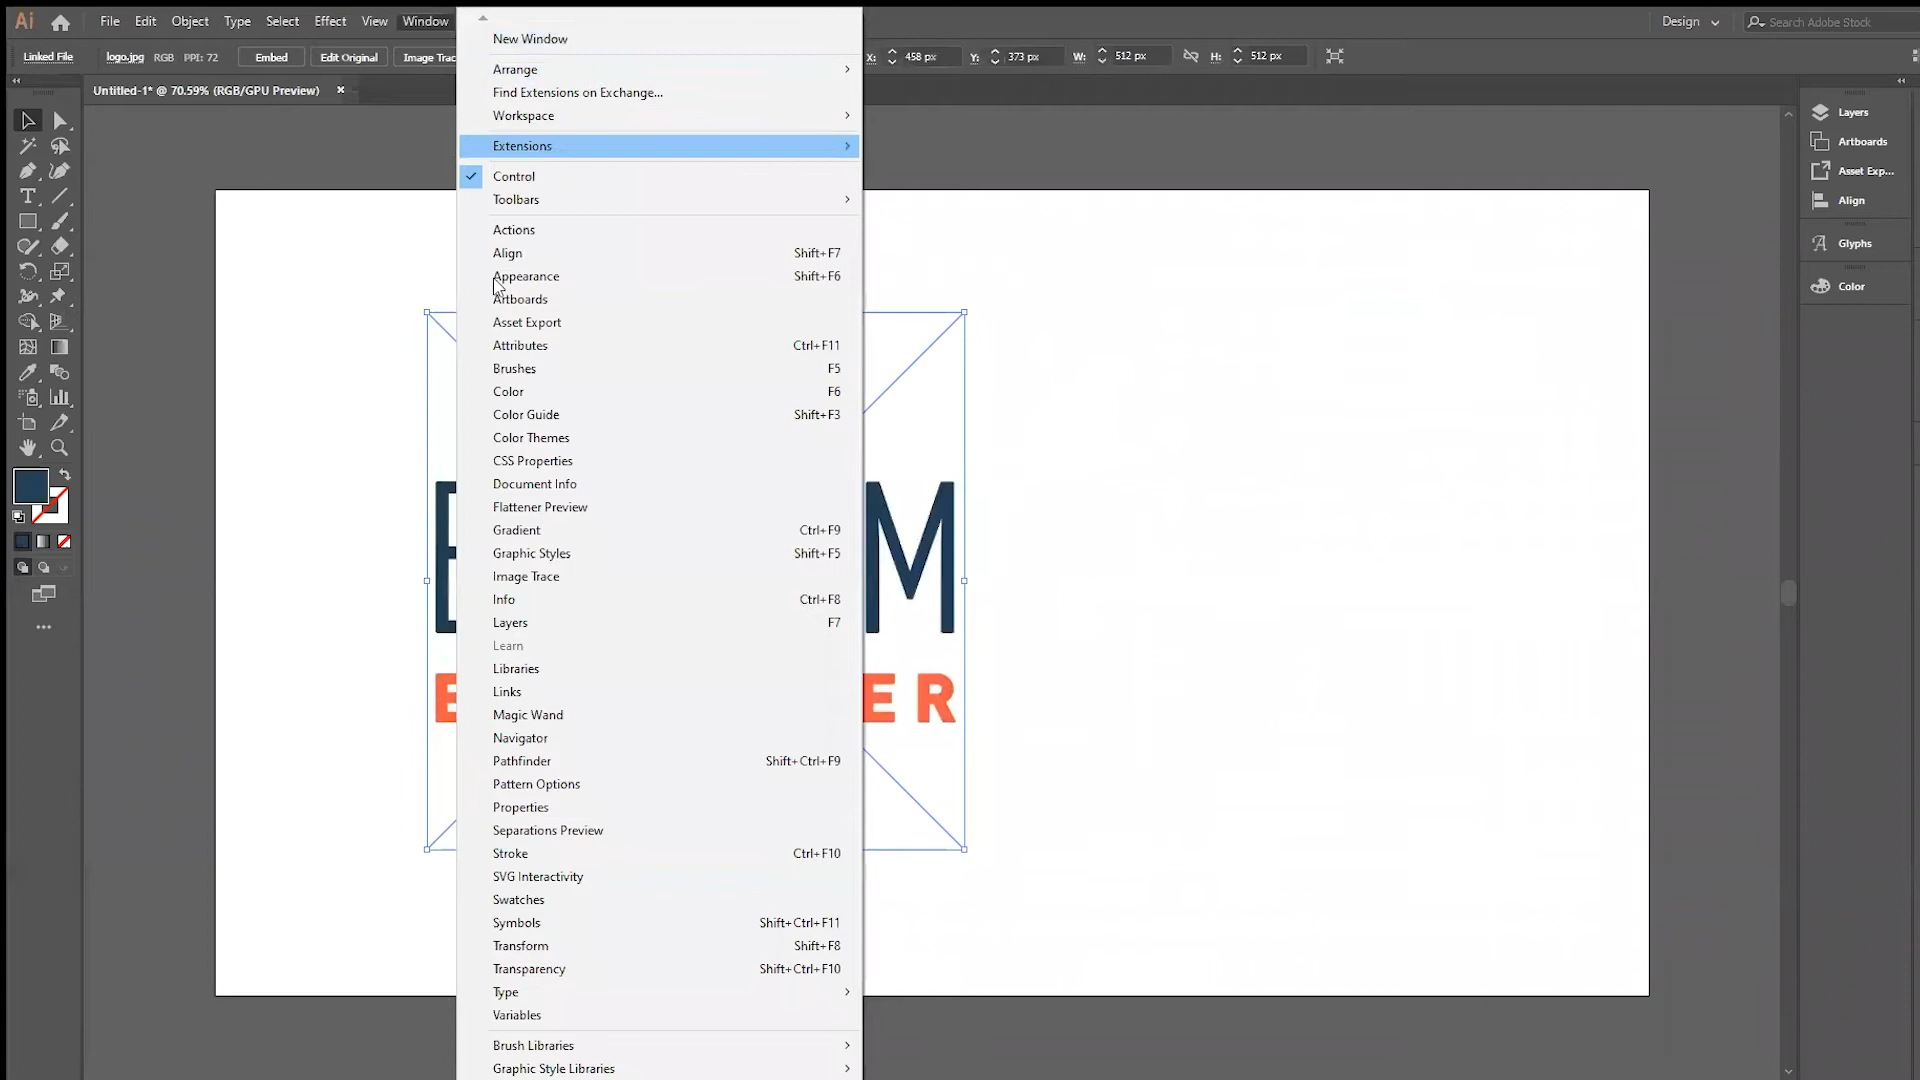 Ai File Edit Object Type Select Effect View Window Design Search Adobe Stock
Linked File logo.jpg RGB PPI: 72 Embed Edit Original Image Trac X: 458 px Y: 373 px W: 512 px H: 512 px
Untitled-1* @ 70.59% (RGB/GPU Preview)
New Window
Arrange
Find Extensions on Exchange...
Workspace
Extensions
Control
Toolbars
Actions
Align Shift+F7
Appearance Shift+F6
Artboards
Asset Export
Attributes Ctrl+F11
Brushes F5
Color F6
Color Guide Shift+F3
Color Themes
CSS Properties
Document Info
Flattener Preview
Gradient Ctrl+F9
Graphic Styles Shift+F5
Image Trace
Info Ctrl+F8
Layers F7
Learn
Libraries
Links
Magic Wand
Navigator
Pathfinder Shift+Ctrl+F9
Pattern Options
Properties
Separations Preview
Stroke Ctrl+F10
SVG Interactivity
Swatches
Symbols Shift+Ctrl+F11
Transform Shift+F8
Transparency Shift+Ctrl+F10
Type
Variables
Brush Libraries
Graphic Style Libraries
M
ER
Layers
Artboards
Asset Exp...
Align
Glyphs
Color